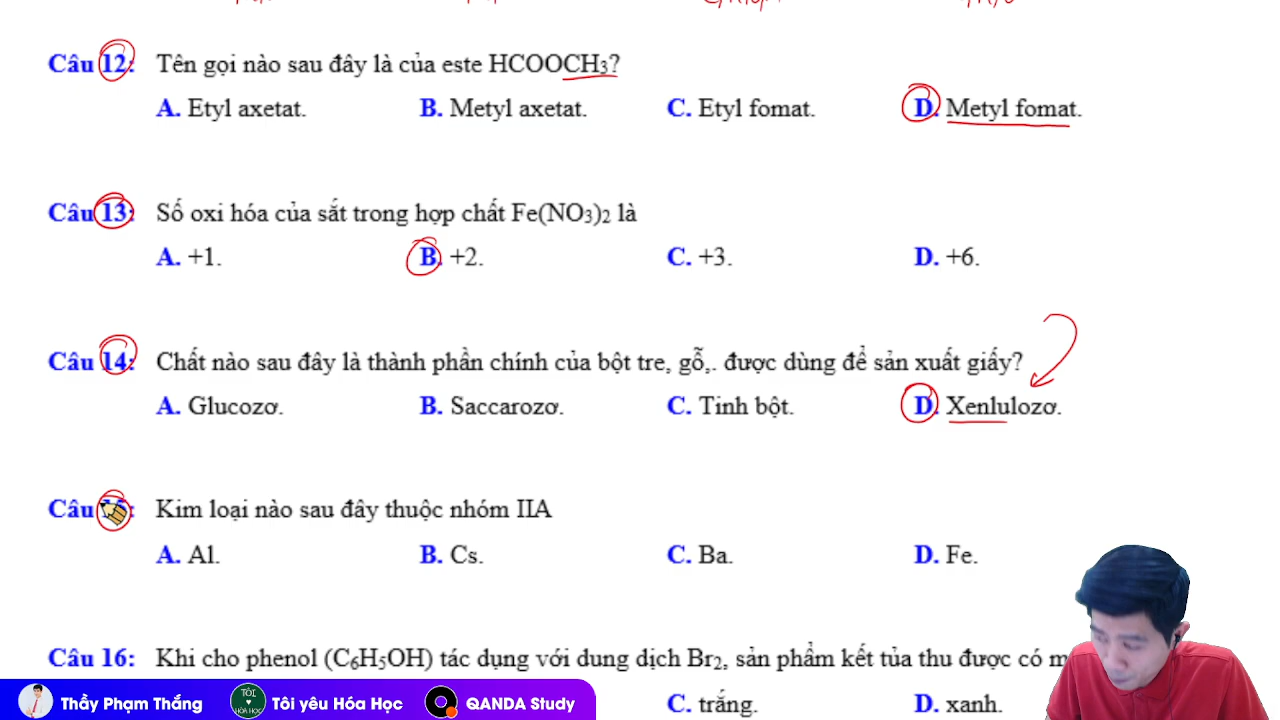 Câu 12: Tên gọi nào sau đây là của este HCOOCH3?
A. Etyl axetat. B. Metyl axetat. C. Etyl fomat. D. Metyl fomat.
Câu 13: Số oxi hóa của sắt trong hợp chất Fe(NO3)2 là
A. +1. B. +2. C. +3. D. +6.
Câu 14: Chất nào sau đây là thành phần chính của bột tre, gỗ,. được dùng để sản xuất giấy?
A. Glucozơ. B. Saccarozơ. C. Tinh bột. D. Xenlulozơ.
Câu Kim loại nào sau đây thuộc nhóm IIA
A. Al. B. Cs. C. Ba. D. Fe.
Câu 16: Khi cho phenol (C6H5OH) tác dụng với dung dịch Br2, sản phẩm kết tủa thu được có
C. trắng. D. xanh.
Thầy Phạm Thắng TÔI YÊU HÓA HỌC Tôi yêu Hóa Học QANDA Study